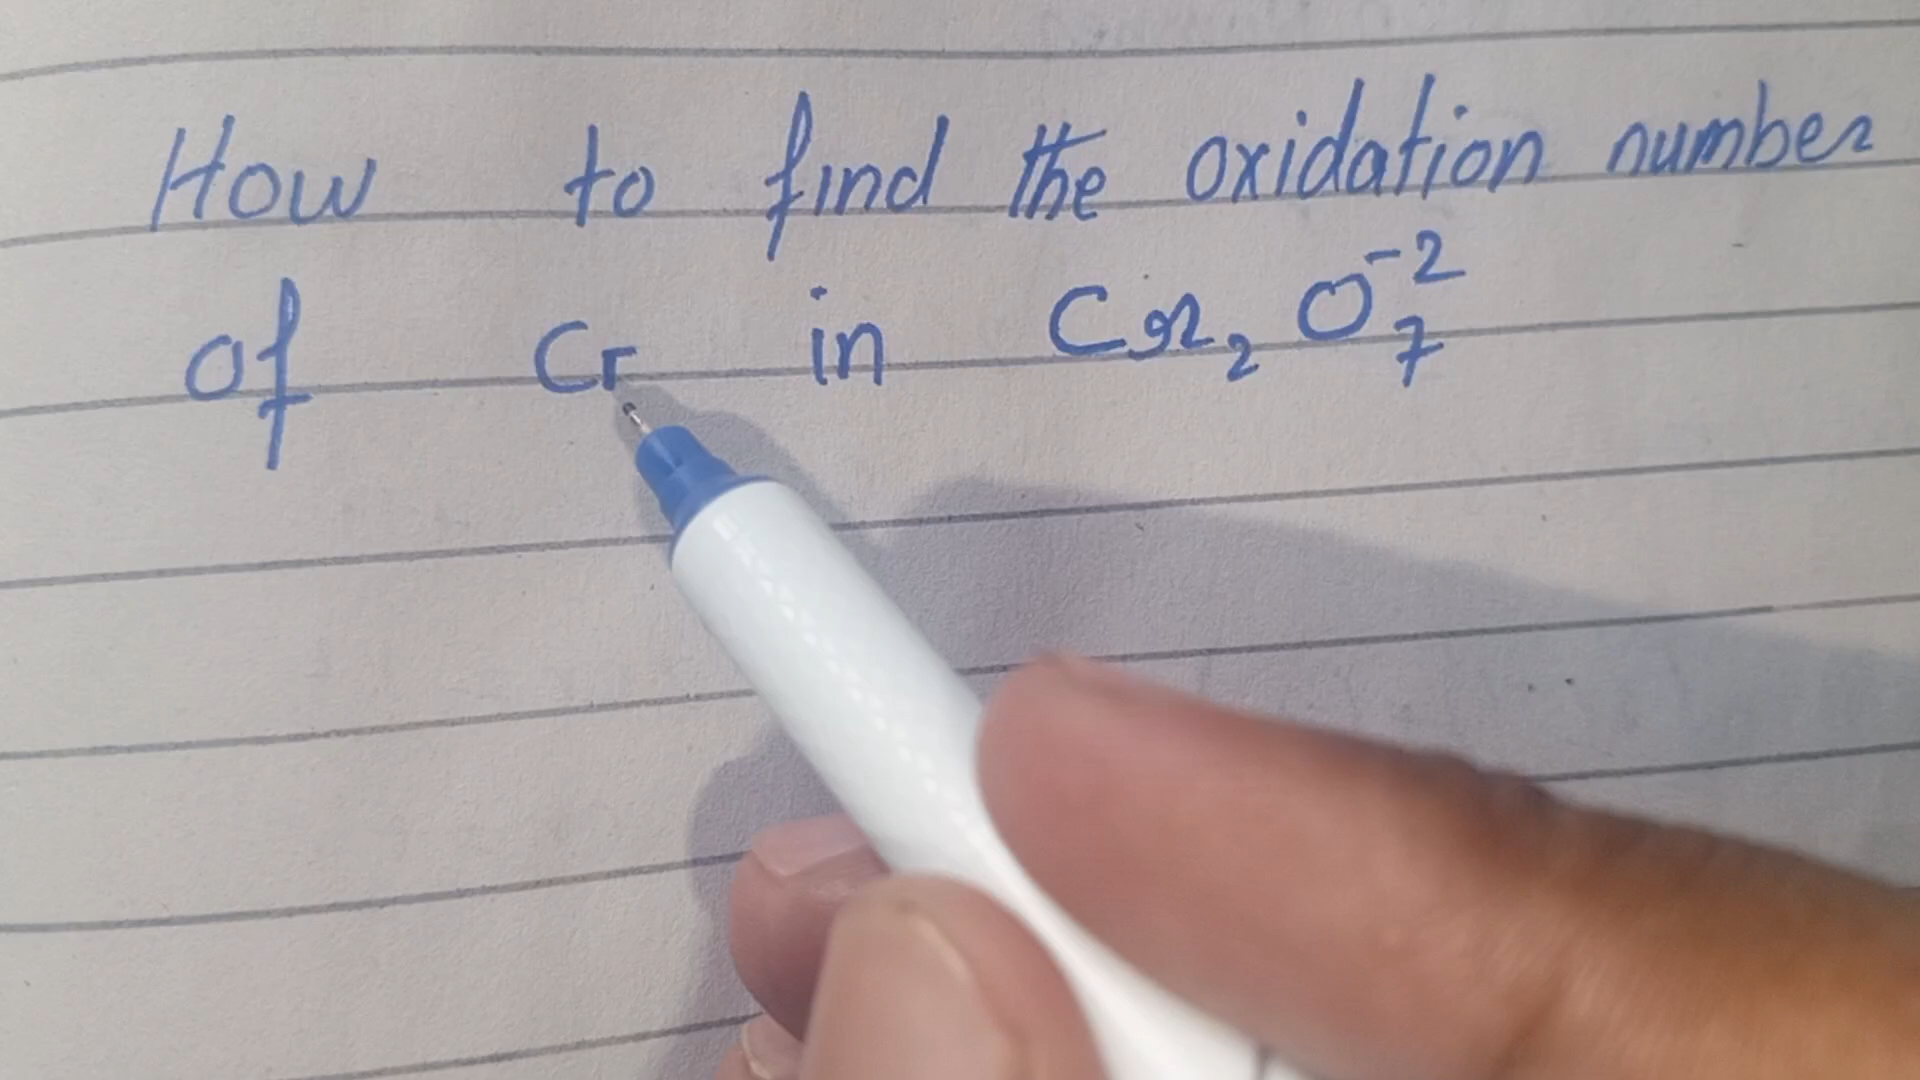 How to find the oxidation number
of Cr in Cr₂O₇⁻²